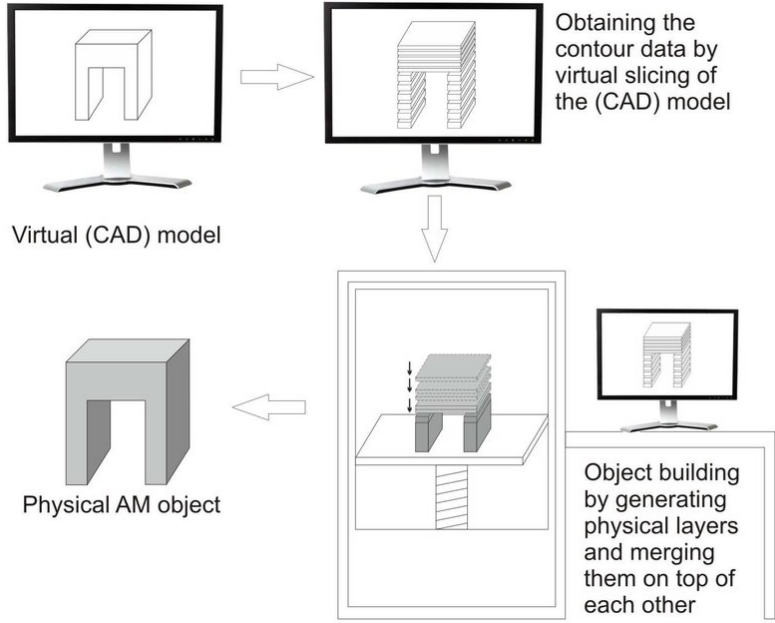 Obtaining the
contour data by
virtual slicing of
the (CAD) model
Virtual (CAD) model
Physical AM object
Object building
by generating
physical layers
and merging
them on top of
each other